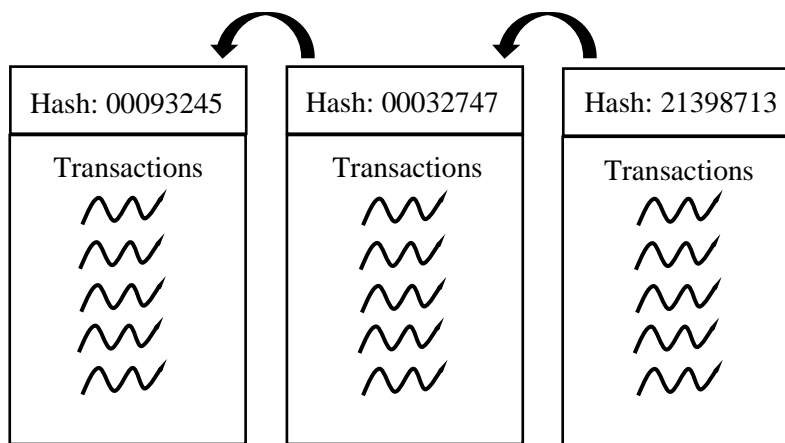 Hash: 00093245
Transactions
Hash: 00032747
Transactions
Hash: 21398713
Transactions